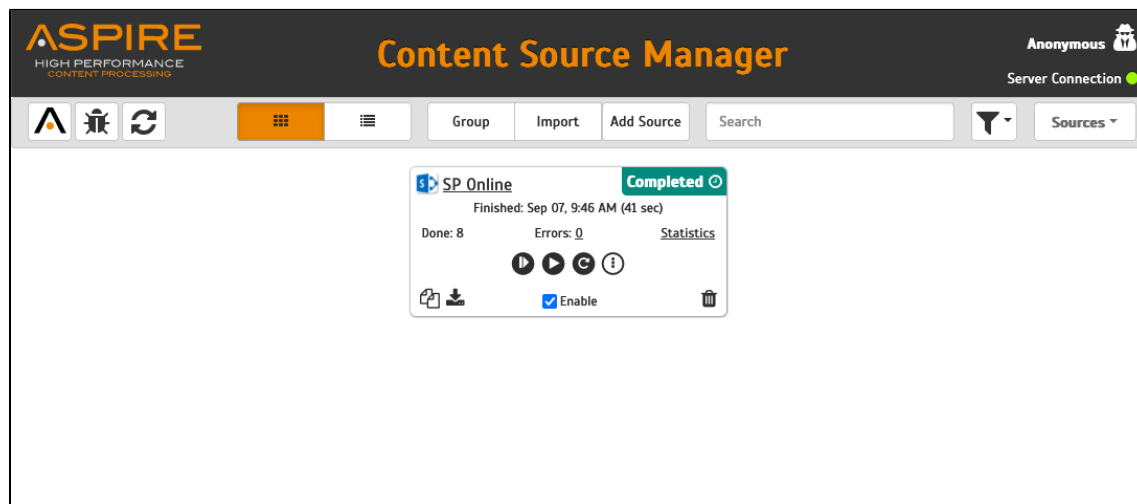 ASPIRE
HIGH PERFORMANCE
CONTENT PROCESSING
Content Source Manager
Anonymous
Server Connection
Group Import Add Source Search Sources
SP Online Completed
Finished: Sep 07, 9:46 AM (41 sec)
Done: 8 Errors: 0 Statistics
Enable